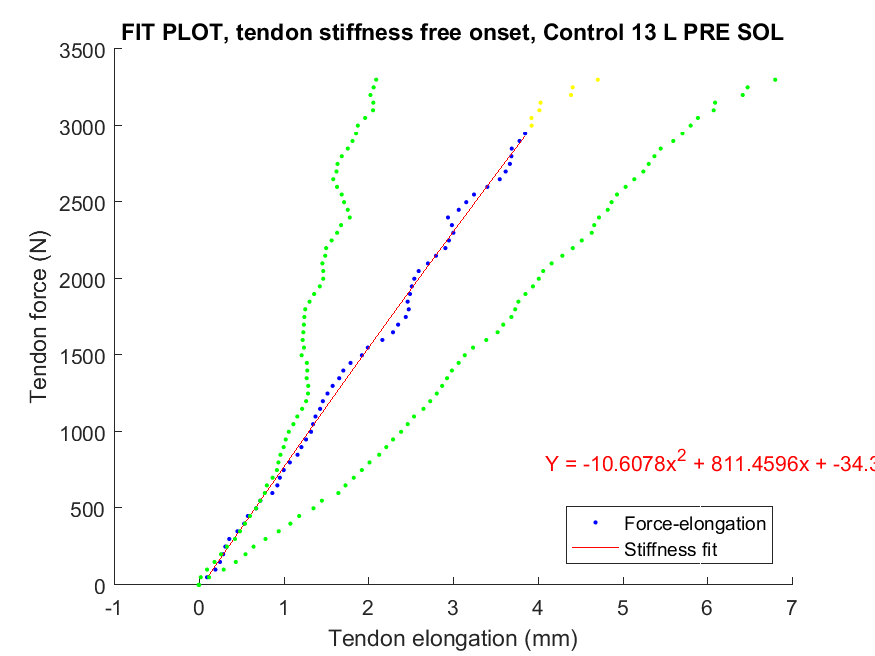 FIT PLOT, tendon stiffness free onset, Control 13 L PRE SOL
3500
3000
2500
2000
1500
1000
500
0
Tendon force (N)
Y = -10.6078x² + 811.4596x + -34.3
Force-elongation
Stiffness fit
-1 0 1 2 3 4 5 6 7
Tendon elongation (mm)